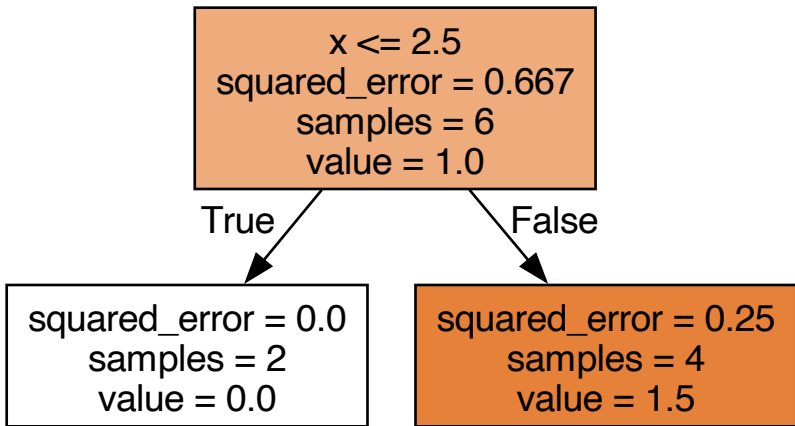 x <= 2.5
squared_error = 0.667
samples = 6
value = 1.0
True
False
squared_error = 0.0
samples = 2
value = 0.0
squared_error = 0.25
samples = 4
value = 1.5